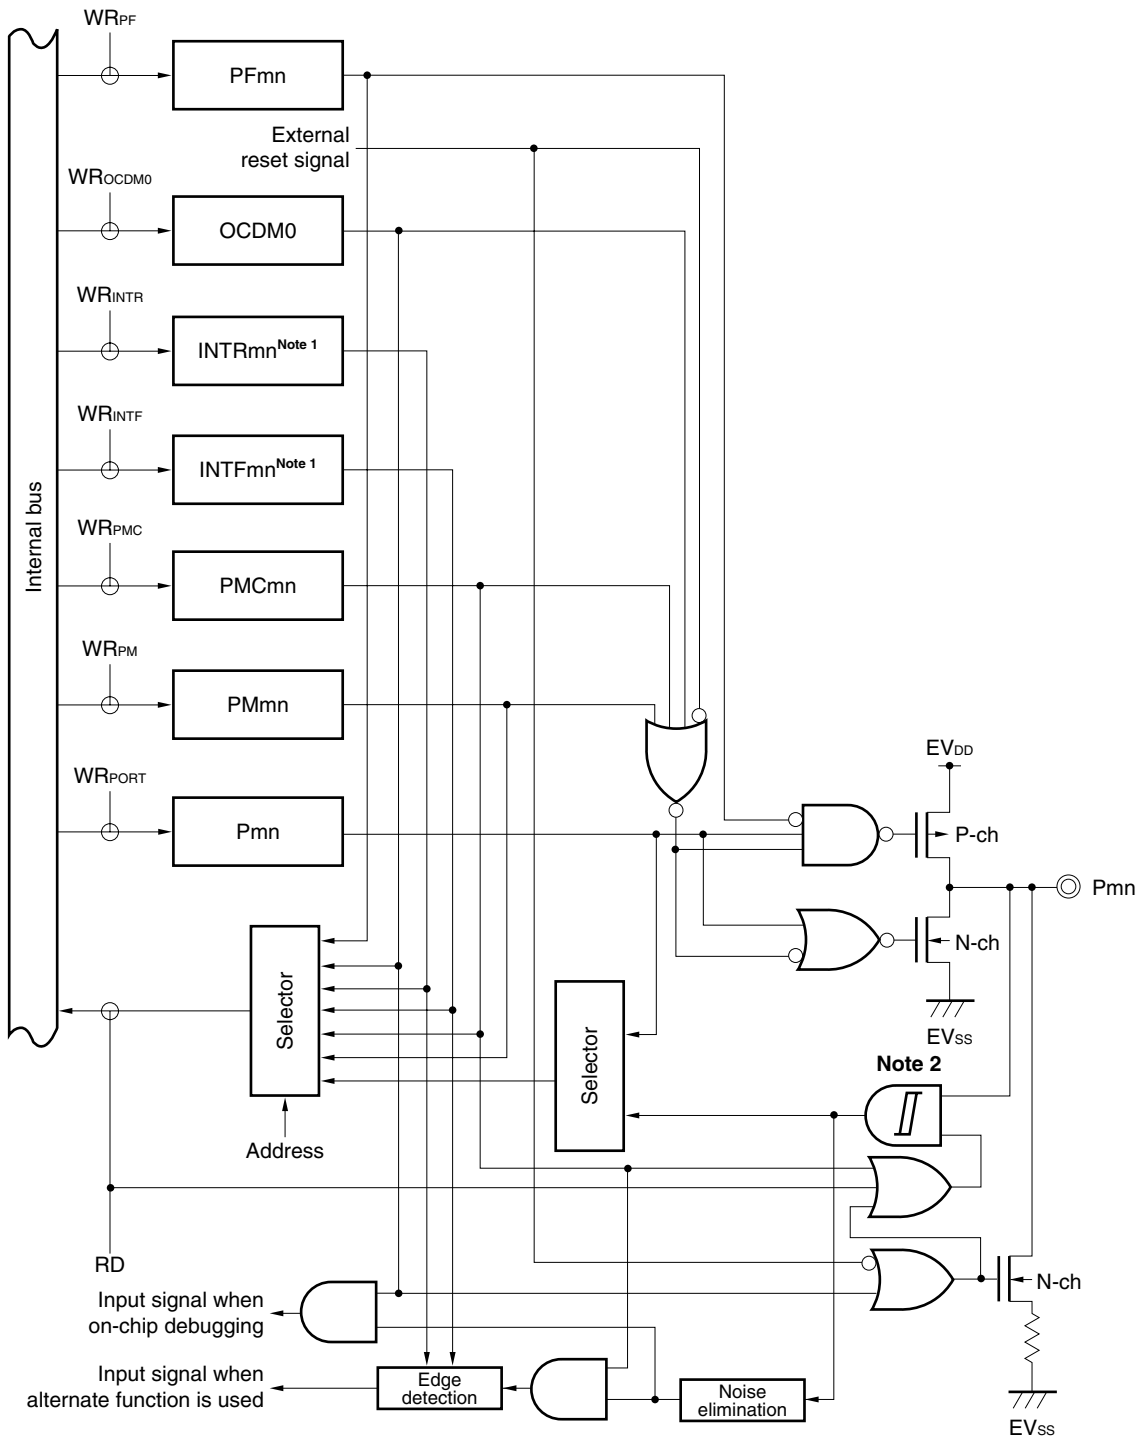 WRPF
PFmn
External
reset signal
WROCDM0
OCDM0
WRINTR
INTRmnNote 1
WRINTF
INTFmnNote 1
Internal bus
WRPMC
PMCmn
WRPM
PMmn
WRPORT
Pmn
EVDD
P-ch
Pmn
N-ch
EVSS
Selector
Selector
Note 2
Address
RD
N-ch
Input signal when
on-chip debugging
Input signal when
alternate function is used
Edge
detection
Noise
elimination
EVSS